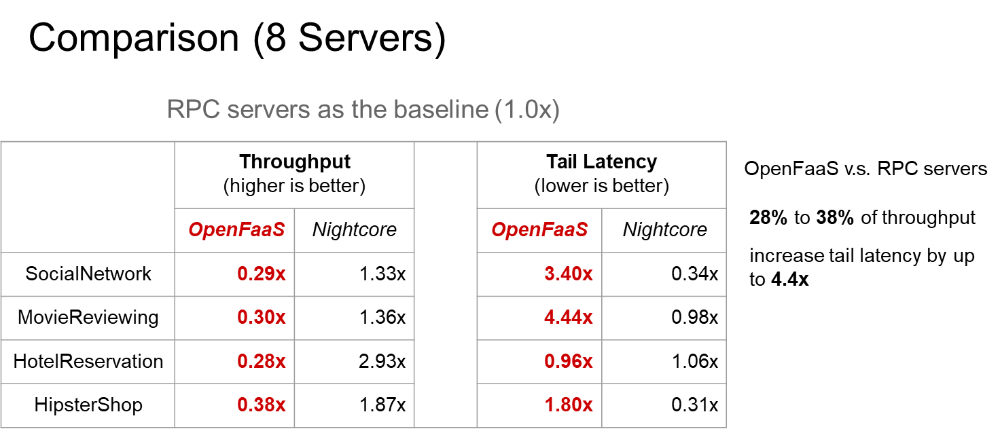 Comparison (8 Servers)
RPC servers as the baseline (1.0x)
Throughput
(higher is better)
Tail Latency
(lower is better)
OpenFaaS Nightcore OpenFaaS Nightcore
SocialNetwork 0.29x 1.33x 3.40x 0.34x
MovieReviewing 0.30x 1.36x 4.44x 0.98x
HotelReservation 0.28x 2.93x 0.96x 1.06x
HipsterShop 0.38x 1.87x 1.80x 0.31x
OpenFaaS v.s. RPC servers
28% to 38% of throughput
increase tail latency by up
to 4.4x